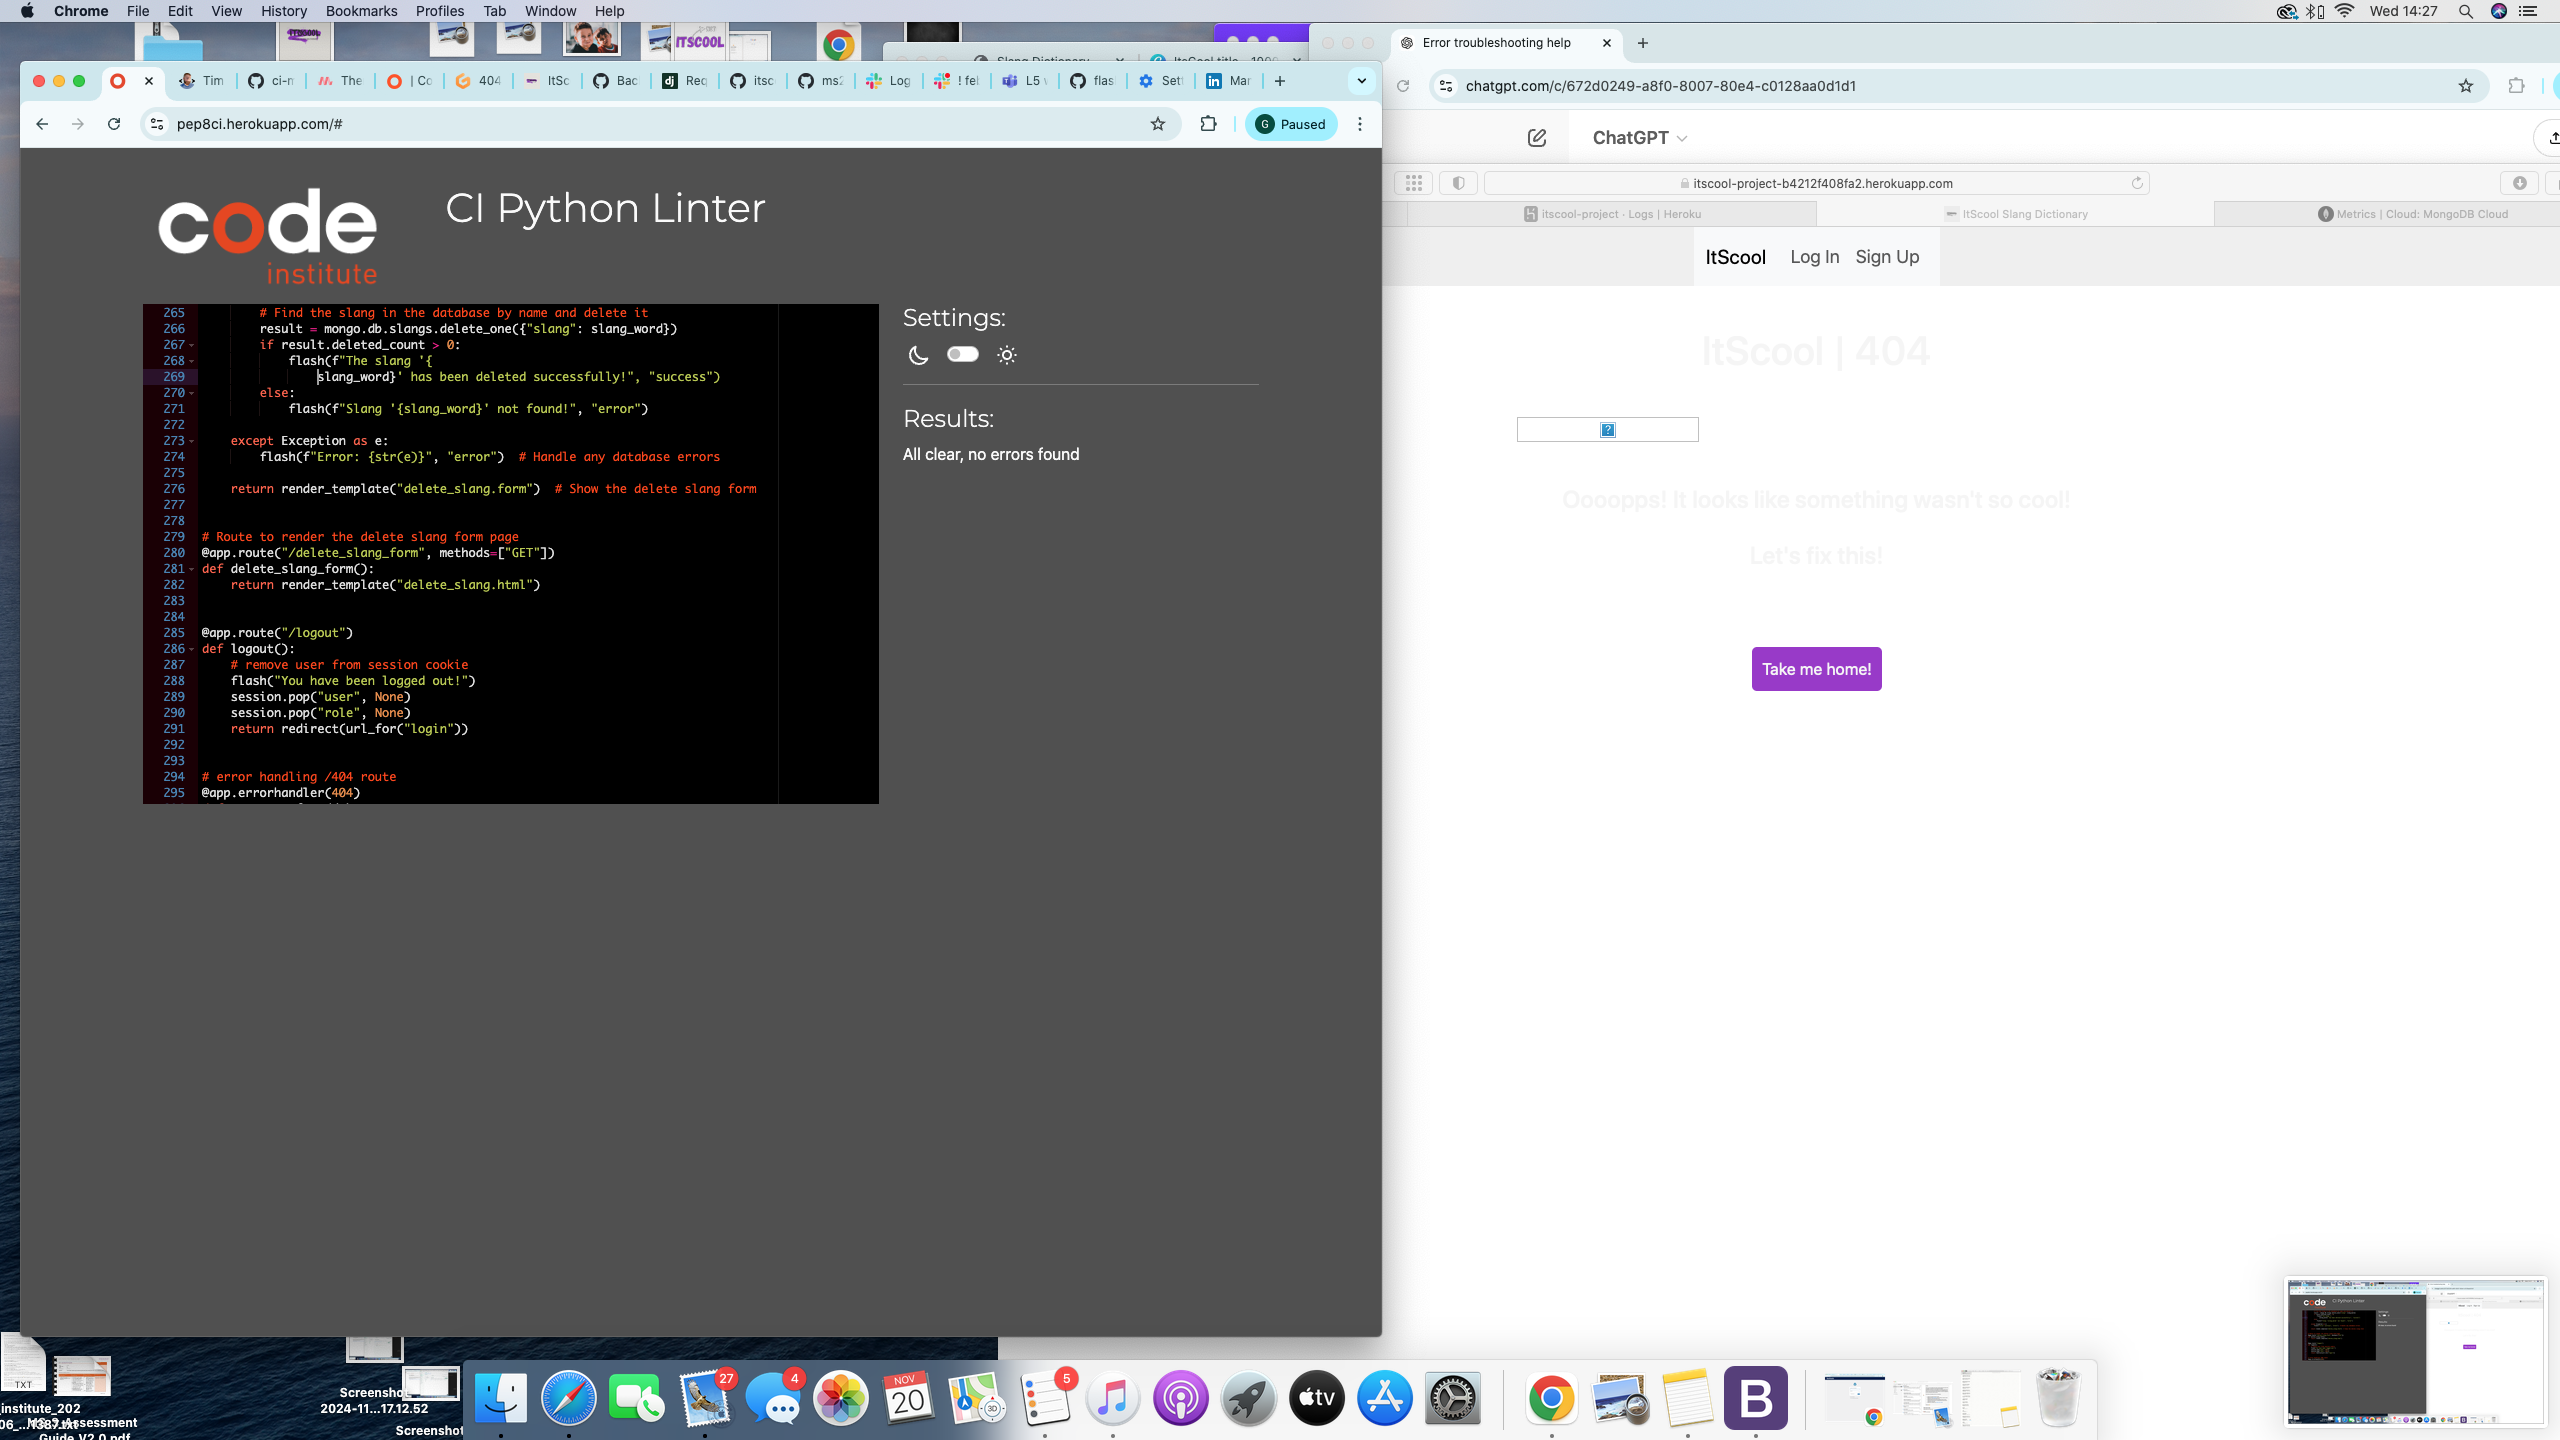 Chrome File Edit View History Bookmarks Profiles Tab Window Help
Wed 14:27
ITSCOOL
Slang Dictionary
Error troubleshooting help
Tim
ci-n
The
| Co
404
ItSc
Bac
dj Req
itsc
ms2
Log
! fel
L5 v
flas
Sett
in Mar
pep8ci.herokuapp.com/#
G Paused
chatgpt.com/c/672d0249-a8f0-8007-80e4-c0128aa0d1d1
ChatGPT
itscool-project-b4212f408fa2.herokuapp.com
itscool-project · Logs | Heroku
ItScool Slang Dictionary
Metrics | Cloud: MongoDB Cloud
ItScool Log In Sign Up
ItScool | 404
?
Oooopps! It looks like something wasn't so cool!
Let's fix this!
Take me home!
code
institute
CI Python Linter
265 # Find the slang in the database by name and delete it
266 result = mongo.db.slangs.delete_one({"slang": slang_word})
267 if result.deleted_count > 0:
268 flash(f"The slang '{
269 slang_word}' has been deleted successfully!", "success")
270 else:
271 flash(f"Slang '{slang_word}' not found!", "error")
272
273 except Exception as e:
274 flash(f"Error: {str(e)}", "error") # Handle any database errors
275
276 return render_template("delete_slang.form") # Show the delete slang form
277
278
279 # Route to render the delete slang form page
280 @app.route("/delete_slang_form", methods=["GET"])
281 def delete_slang_form():
282 return render_template("delete_slang.html")
283
284
285 @app.route("/logout")
286 def logout():
287 # remove user from session cookie
288 flash("You have been logged out!")
289 session.pop("user", None)
290 session.pop("role", None)
291 return redirect(url_for("login"))
292
293
294 # error handling /404 route
295 @app.errorhandler(404)
Settings:
Results:
All clear, no errors found
TXT
Screenshot
2024-11...17.12.52
Screenshot
Assessment
Guide V2.0.pdf
27
4
NOV
20
3D
5
tv
B
code
institute
CI Python Linter